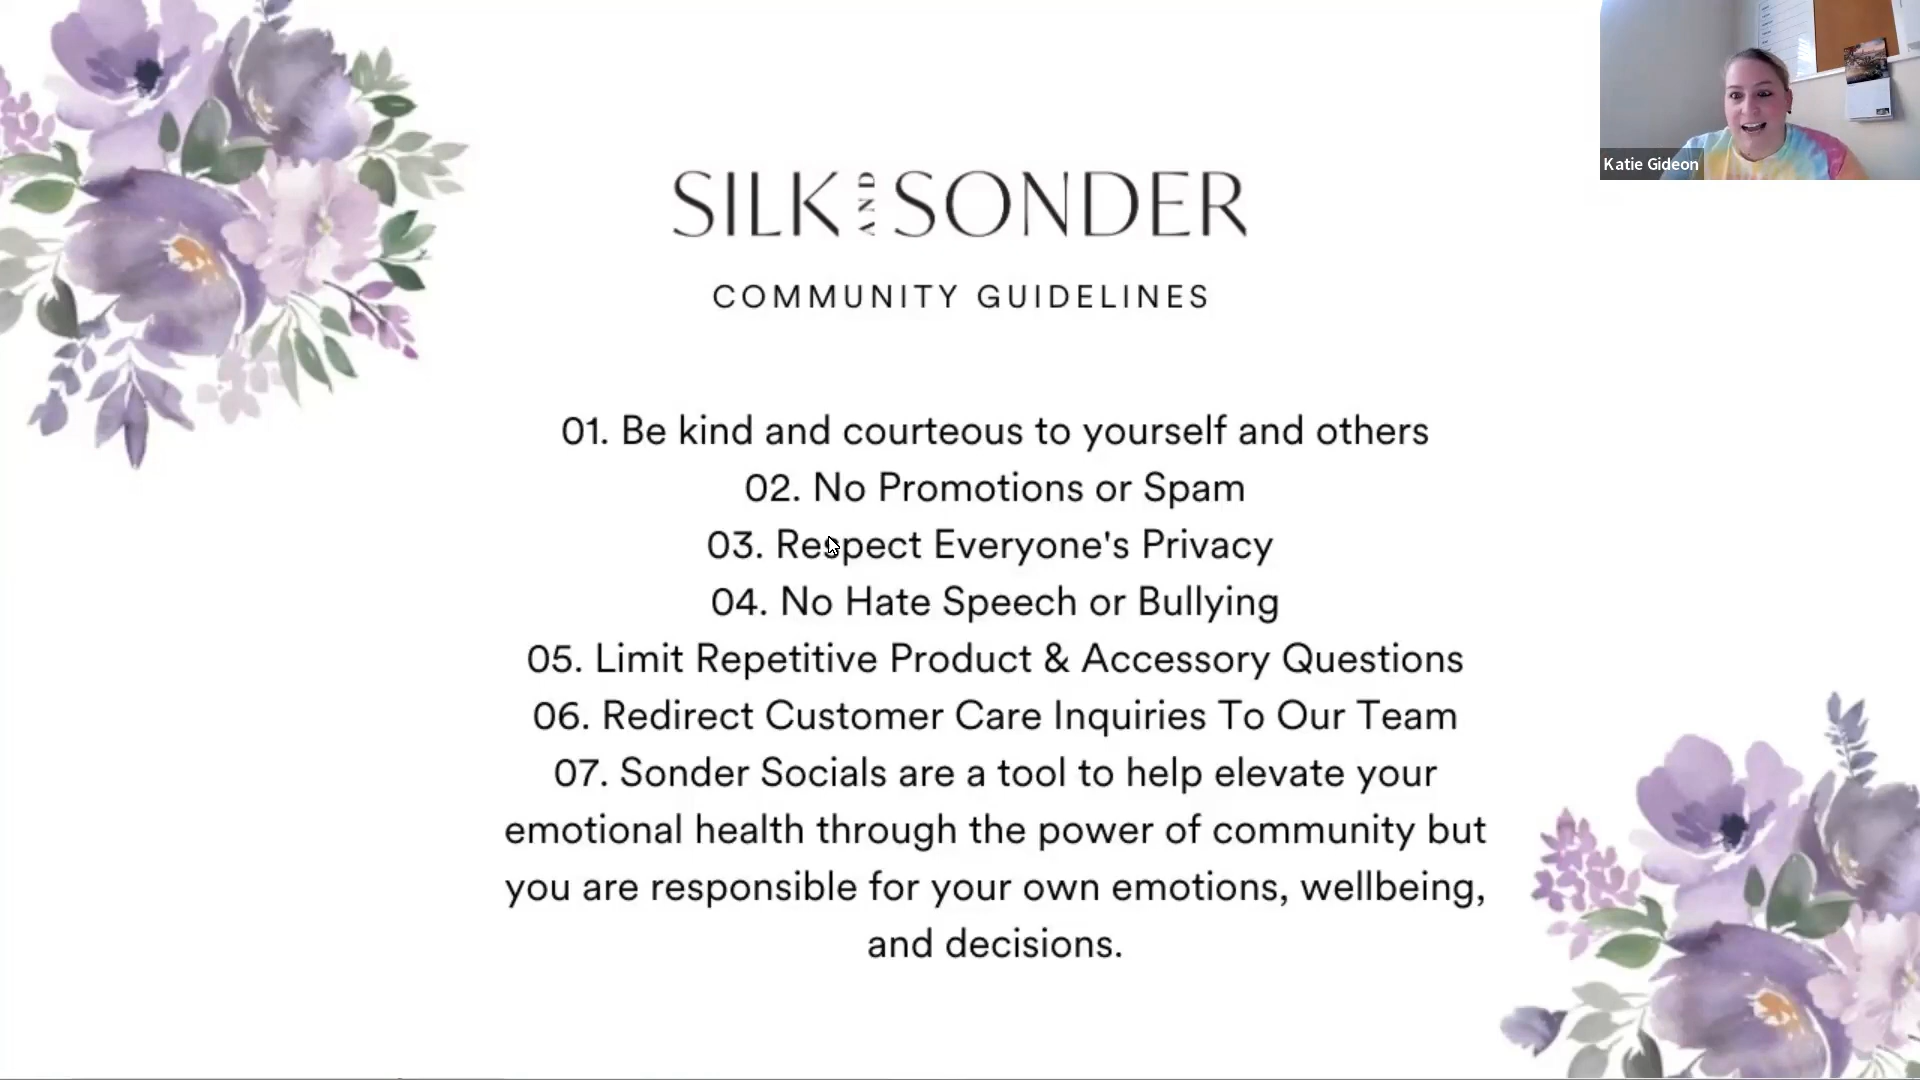 SILK AND SONDER
COMMUNITY GUIDELINES
01. Be kind and courteous to yourself and others
02. No Promotions or Spam
03. Respect Everyone's Privacy
04. No Hate Speech or Bullying
05. Limit Repetitive Product & Accessory Questions
06. Redirect Customer Care Inquiries To Our Team
07. Sonder Socials are a tool to help elevate your
emotional health through the power of community but
you are responsible for your own emotions, wellbeing,
and decisions.
Katie Gideon